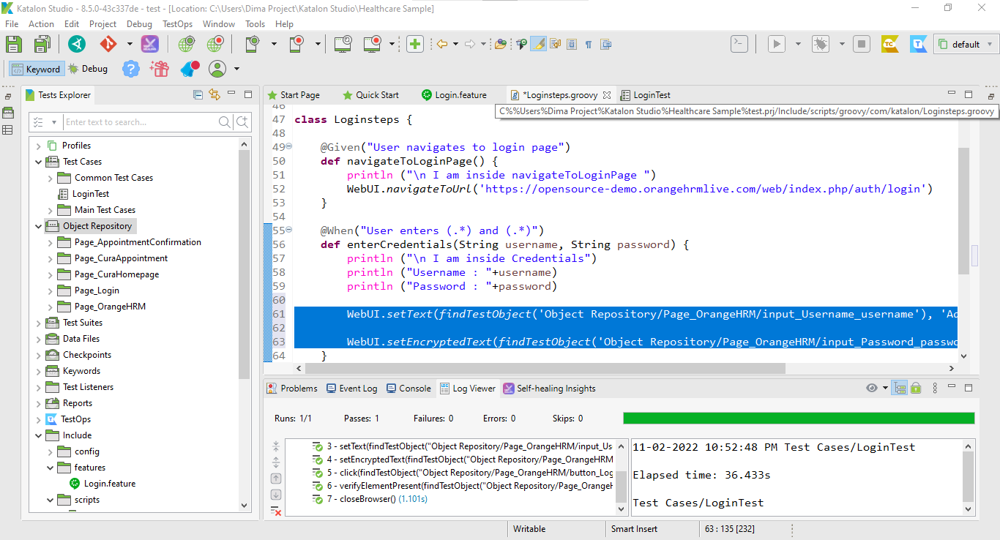 Katalon Studio - 8.5.0-43c337de - test - [Location: C:\Users\Dima Project\Katalon Studio\Healthcare Sample]
File Action Edit Project Debug TestOps Window Tools Help
default
Keyword Debug
Tests Explorer
Enter text to search...
Profiles
Test Cases
Common Test Cases
LoginTest
Main Test Cases
Object Repository
Page_AppointmentConfirmation
Page_CuraAppointment
Page_CuraHomepage
Page_Login
Page_OrangeHRM
Test Suites
Data Files
Checkpoints
Keywords
Test Listeners
Reports
TestOps
Include
config
features
Login.feature
scripts
Start Page Quick Start Login.feature *Loginsteps.groovy LoginTest
C%%Users%Dima Project%Katalon Studio%Healthcare Sample%test.prj/Include/scripts/groovy/com/katalon/Loginsteps.groovy
46
47 class Loginsteps {
48
49 @Given("User navigates to login page")
50 def navigateToLoginPage() {
51 println ("\n I am inside navigateToLoginPage ")
52 WebUI.navigateToUrl('https://opensource-demo.orangehrmlive.com/web/index.php/auth/login')
53 }
54
55 @When("User enters (.*) and (.*)")
56 def enterCredentials(String username, String password) {
57 println ("\n I am inside Credentials")
58 println ("Username : "+username)
59 println ("Password : "+password)
60
61 WebUI.setText(findTestObject('Object Repository/Page_OrangeHRM/input_Username_username'), 'Ad
62
63 WebUI.setEncryptedText(findTestObject('Object Repository/Page_OrangeHRM/input_Password_passwo
64 }
Problems Event Log Console Log Viewer Self-healing Insights
Runs: 1/1 Passes: 1 Failures: 0 Errors: 0 Skips: 0
3 - setText(findTestObject("Object Repository/Page_OrangeHRM/input_Us
4 - setEncryptedText(findTestObject("Object Repository/Page_OrangeHRM
5 - click(findTestObject("Object Repository/Page_OrangeHRM/button_Log
6 - verifyElementPresent(findTestObject("Object Repository/Page_OrangeH
7 - closeBrowser() (1.101s)
11-02-2022 10:52:48 PM Test Cases/LoginTest
Elapsed time: 36.433s
Test Cases/LoginTest
Writable Smart Insert 63 : 135 [232]